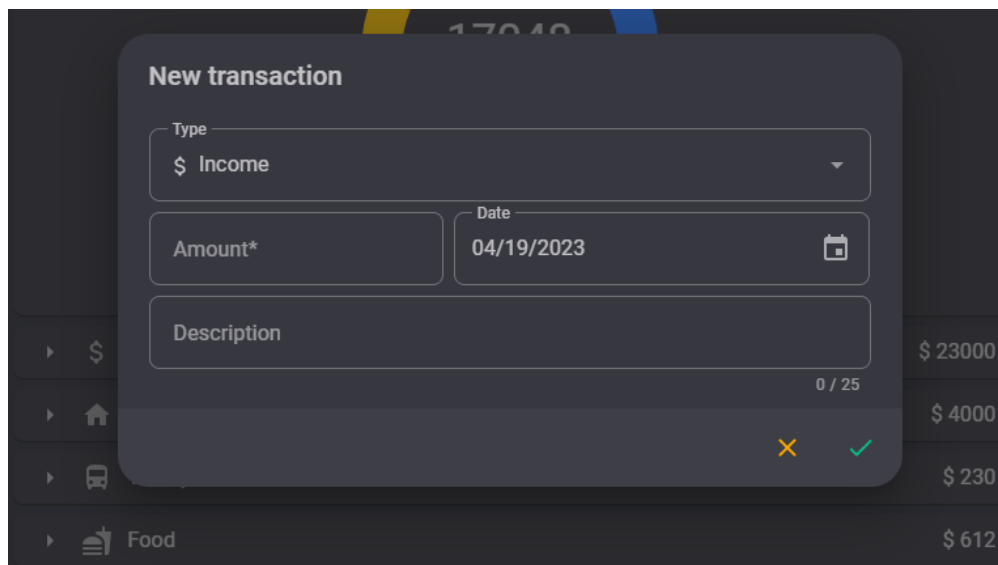 New transaction
Type
$ Income
Amount*
Date
04/19/2023
Description
0 / 25
$ $ 23000
$ 4000
$ 230
Food $ 612